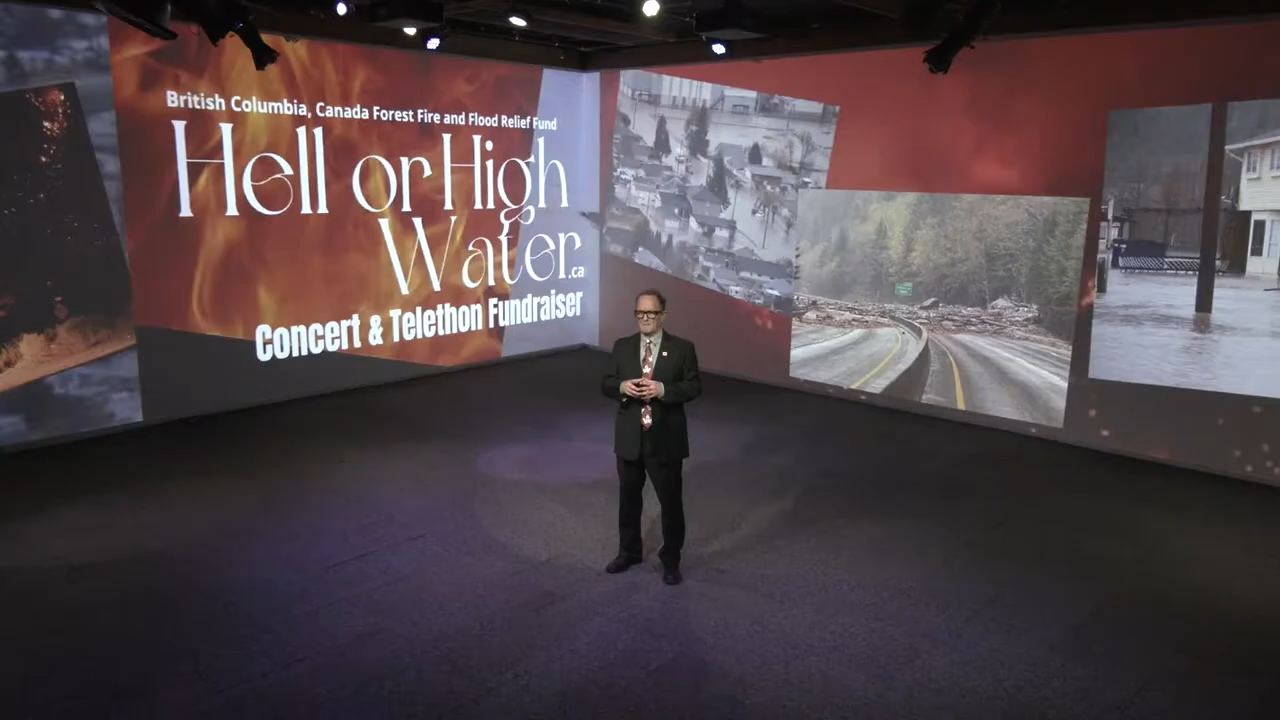 British Columbia, Canada Forest Fire and Flood Relief Fund
Hell or High
Water.ca
Concert & Telethon Fundraiser